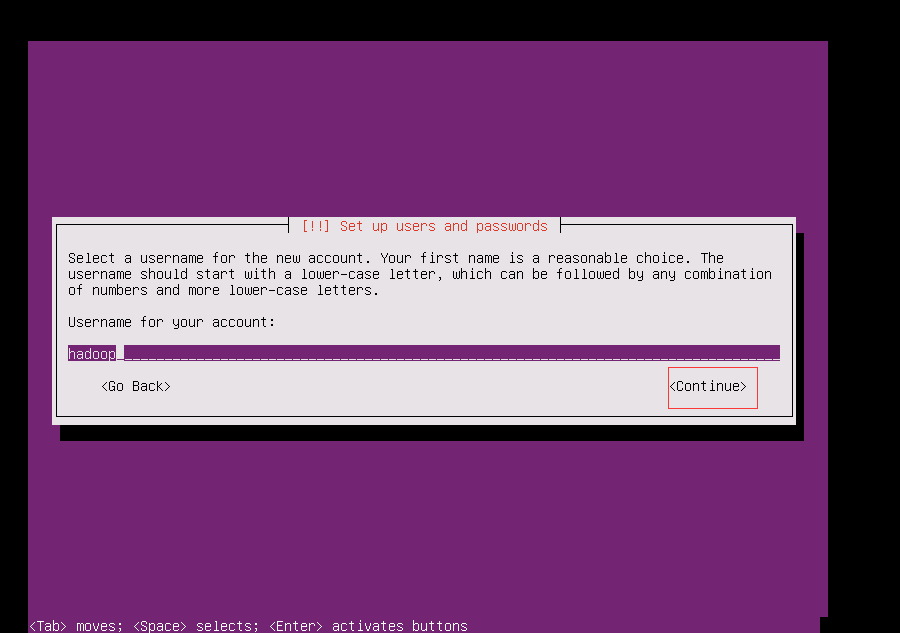 [!!] Set up users and passwords
Select a username for the new account. Your first name is a reasonable choice. The
username should start with a lower-case letter, which can be followed by any combination
of numbers and more lower-case letters.
Username for your account:
hadoop
<Go Back> <Continue>
<Tab> moves; <Space> selects; <Enter> activates buttons